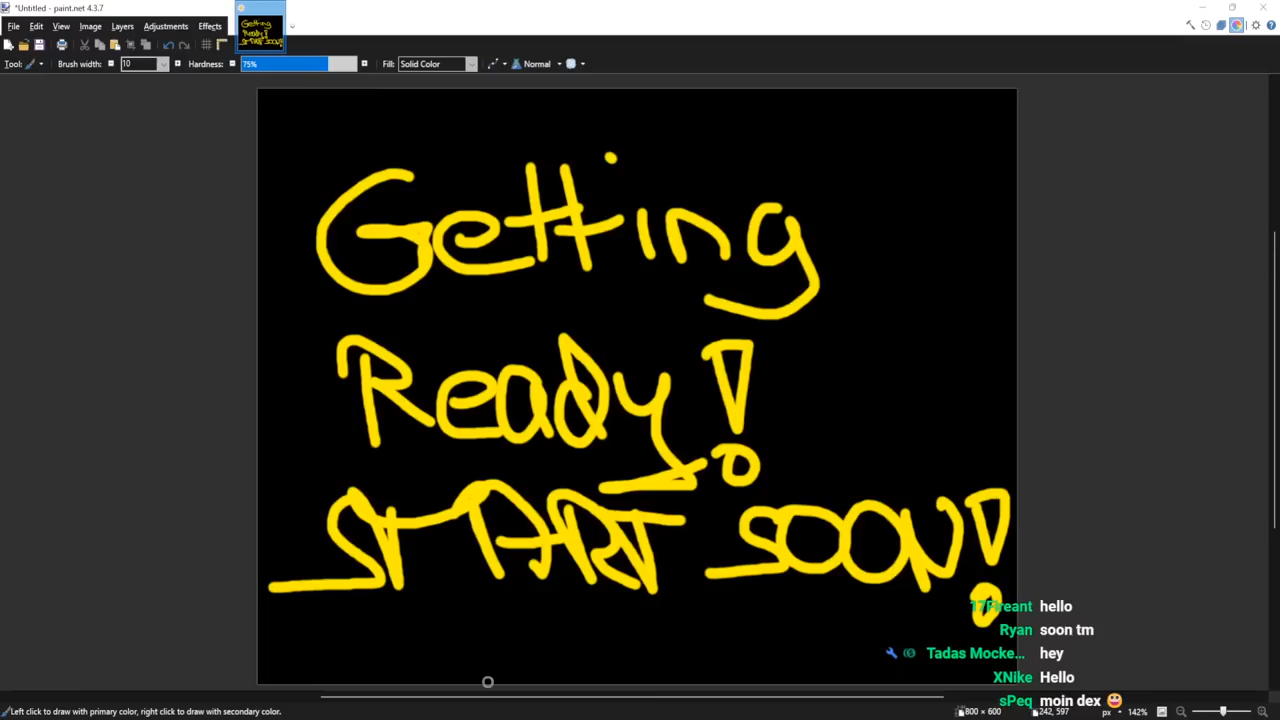 *Untitled - paint.net 4.3.7
File Edit View Image Layers Adjustments Effects
Tool: Brush width: 10 Hardness: 75% Fill: Solid Color Normal
Getting
Ready!
START SOON!
17Fireant hello
Ryan soon tm
Tadas Mocke... hey
XNike Hello
sPeq moin dex
Left click to draw with primary color, right click to draw with secondary color. 800 × 600 242, 597 px 142%